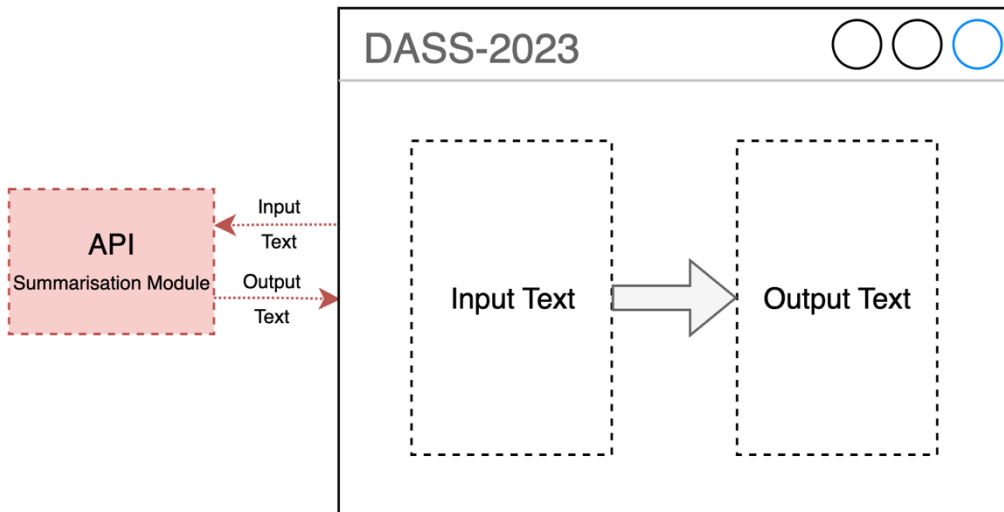 DASS-2023
Input
Text
API
Summarisation Module
Output
Text
Input Text
Output Text